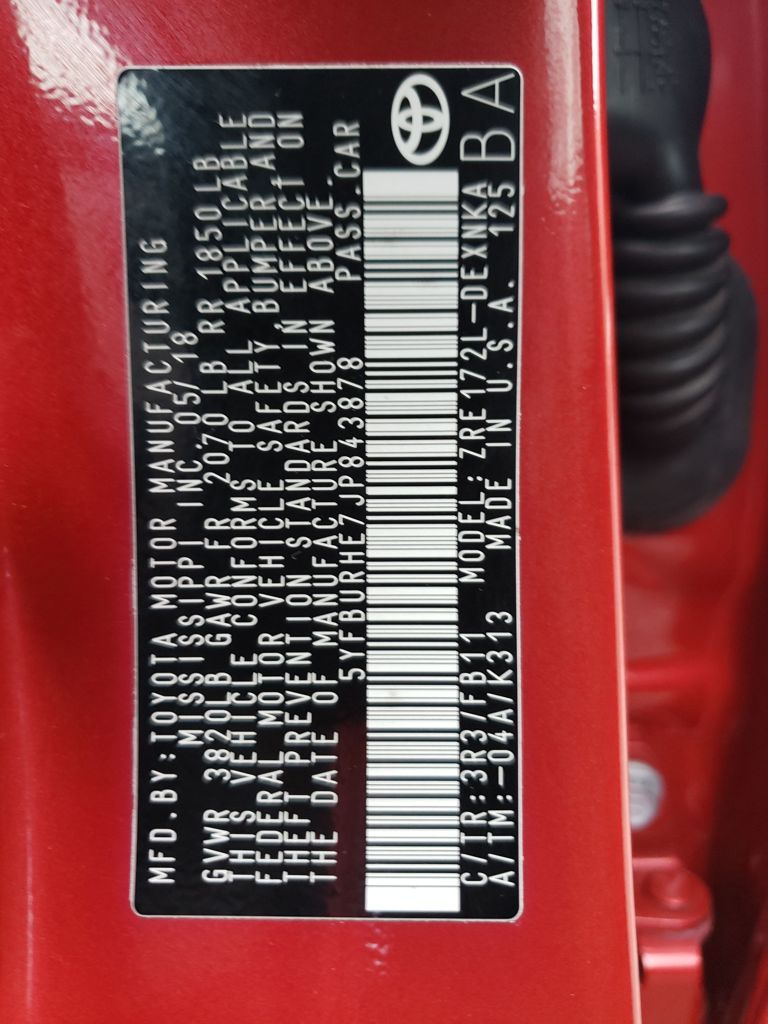 MFD.BY:TOYOTA MOTOR MANUFACTURING
MISSISSIPPI INC.05/18
GVWR 3820LB GAWR FR 2070LB RR 1850LB
THIS VEHICLE CONFORMS TO ALL APPLICABLE
FEDERAL MOTOR VEHICLE SAFETY, BUMPER AND
THEFT PREVENTION STANDARDS IN EFFECT ON
THE DATE OF MANUFACTURE SHOWN ABOVE.
5YFBURHE7JP843878 PASS.CAR
C/TR:3R3/FB11 MODEL:ZRE172L-DEXNKA
A/TM:-04A/K313 MADE IN U.S.A. 125
BA